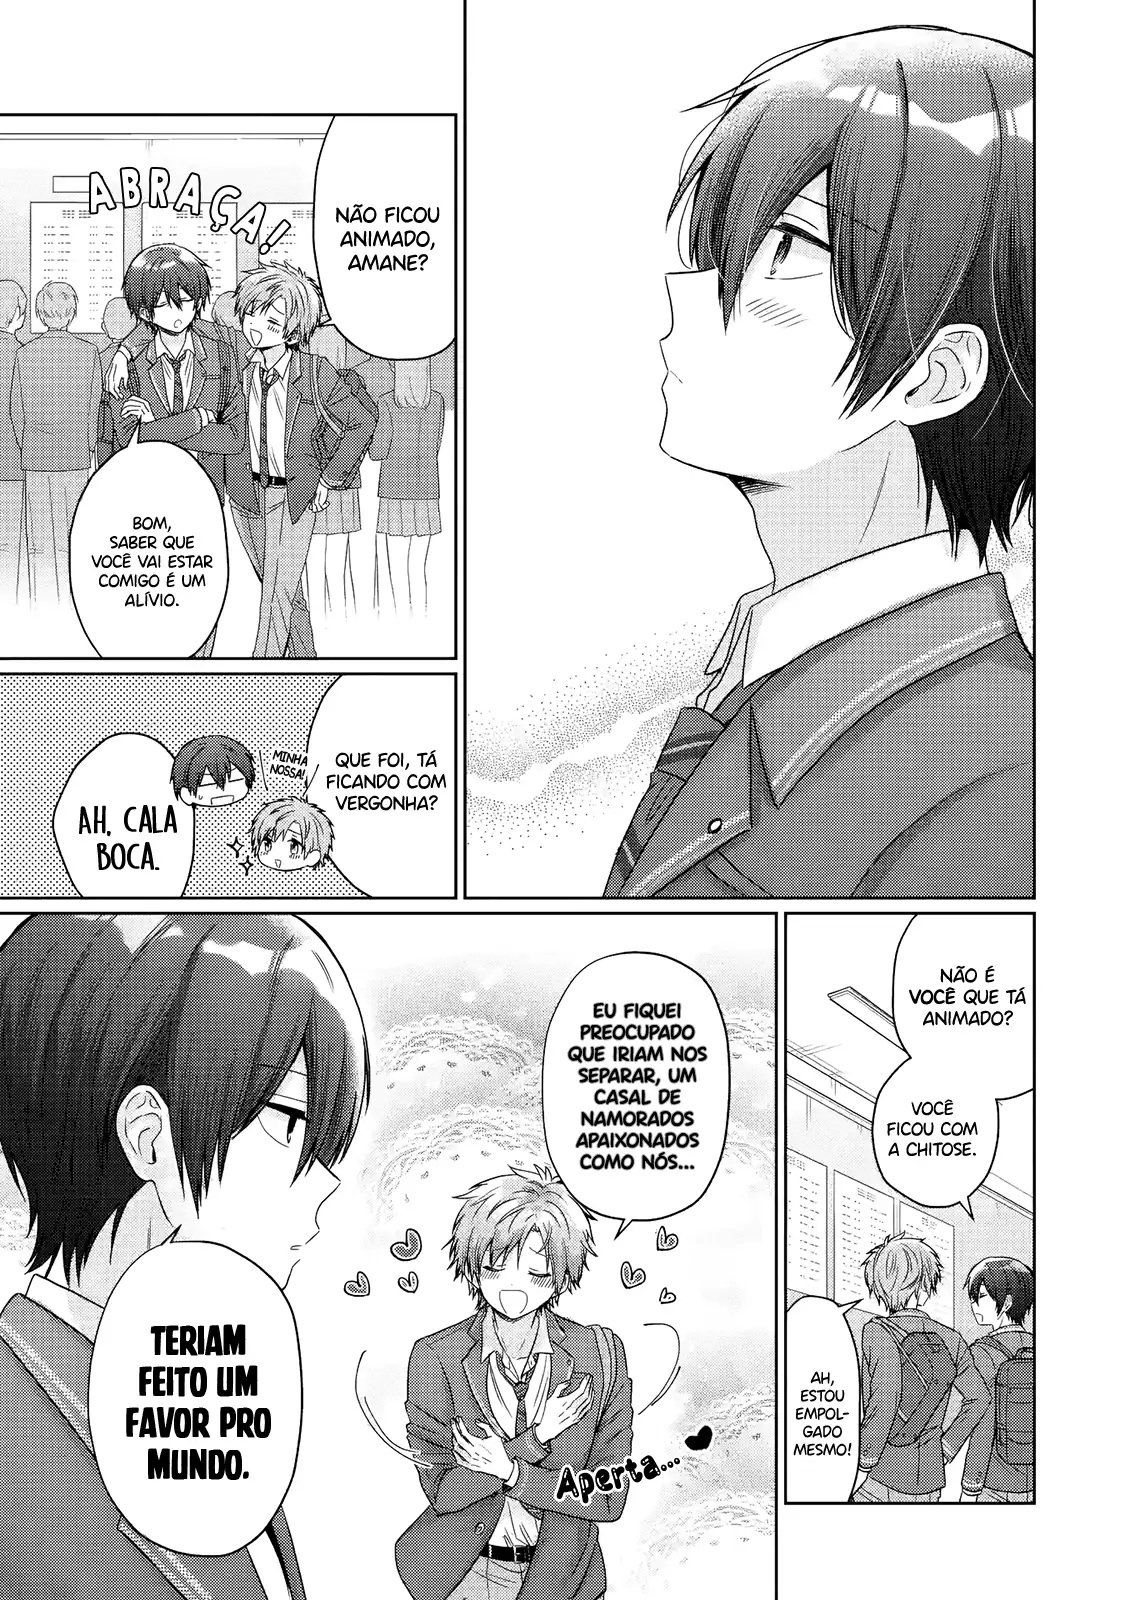 NÃO FICOU
ANIMADO,
AMANE?
ABRAÇA!
BOM,
SABER QUE
VOCÊ VAI ESTAR
COMIGO É UM
ALÍVIO.
QUE FOI, TÁ
FICANDO COM
VERGONHA?
MINHA
NOSSA!
AH, CALA
BOCA.
NÃO É
VOCÊ QUE TÁ
ANIMADO?
VOCÊ
FICOU COM
A CHITOSE.
AH,
ESTOU
EMPOL-
GADO
MESMO!
EU FIQUEI
PREOCUPADO
QUE IRIAM NOS
SEPARAR, UM
CASAL DE
NAMORADOS
APAIXONADOS
COMO NÓS...
Aperta...
TERIAM
FEITO UM
FAVOR PRO
MUNDO.